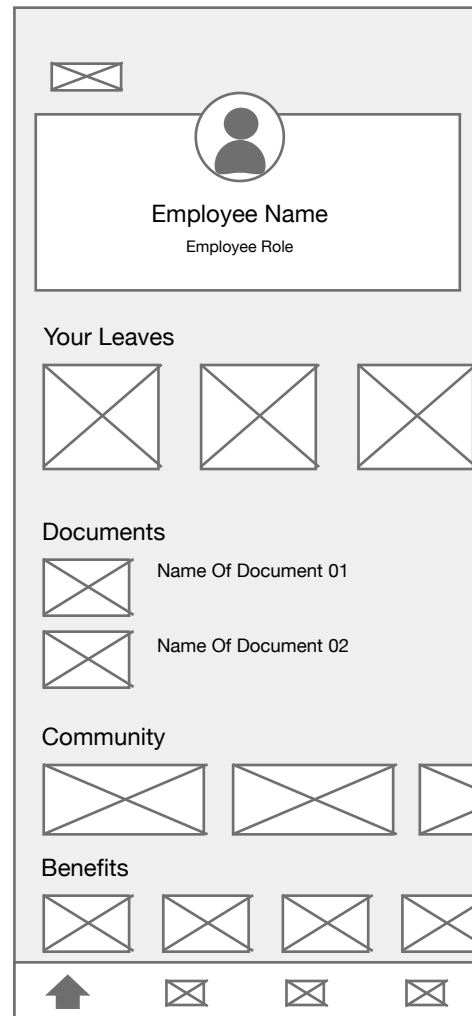 Employee Name
Employee Role
Your Leaves
Documents
Name Of Document 01
Name Of Document 02
Community
Benefits